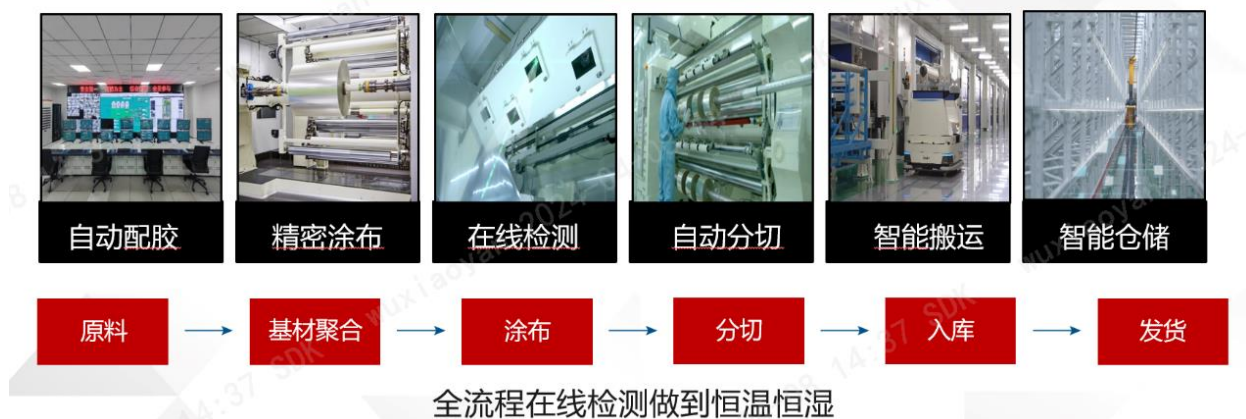 自动配胶
精密涂布
在线检测
自动分切
智能搬运
智能仓储
原料
基材聚合
涂布
分切
入库
发货
全流程在线检测做到恒温恒湿